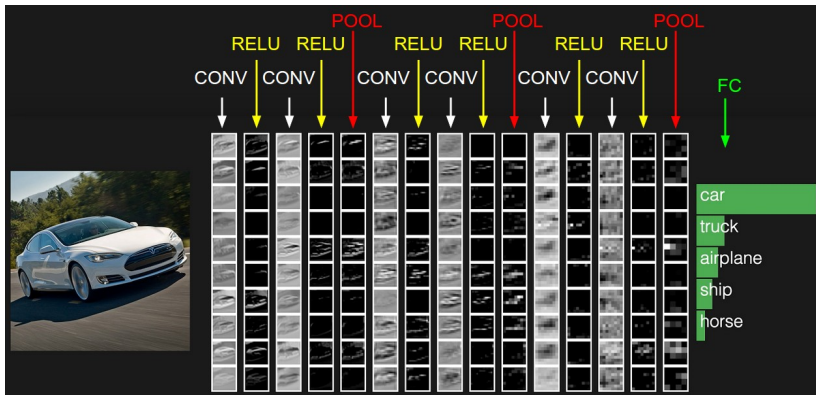 POOL POOL POOL
RELU RELU RELU RELU RELU RELU
CONV CONV CONV CONV CONV CONV
FC
car
truck
airplane
ship
horse